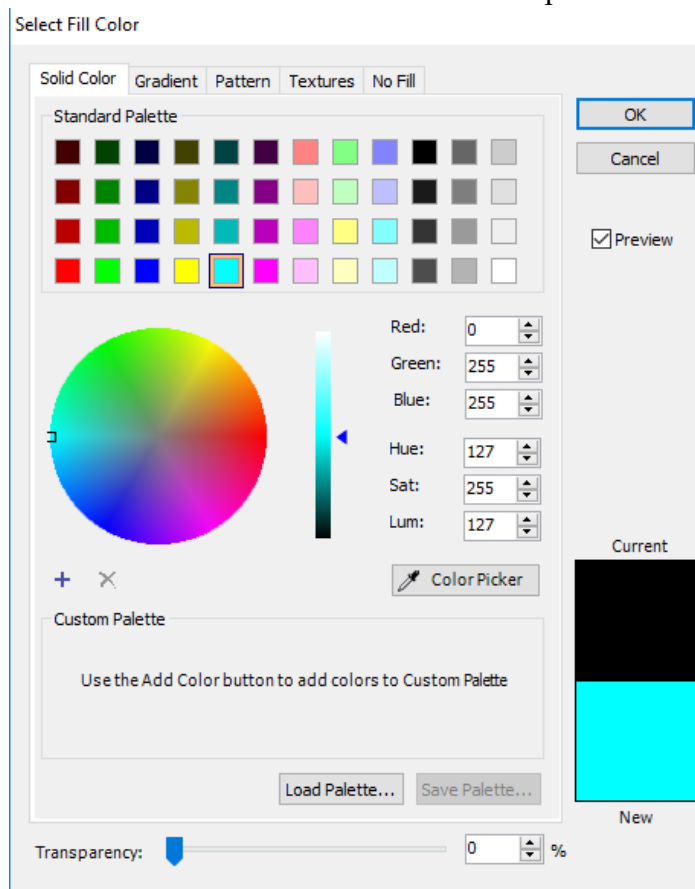 Select Fill Color
Solid Color Gradient Pattern Textures No Fill
Standard Palette
OK
Cancel
Preview
Red: 0
Green: 255
Blue: 255
Hue: 127
Sat: 255
Lum: 127
Color Picker
Current
Custom Palette
Use the Add Color button to add colors to Custom Palette
Load Palette... Save Palette...
New
Transparency: 0 %